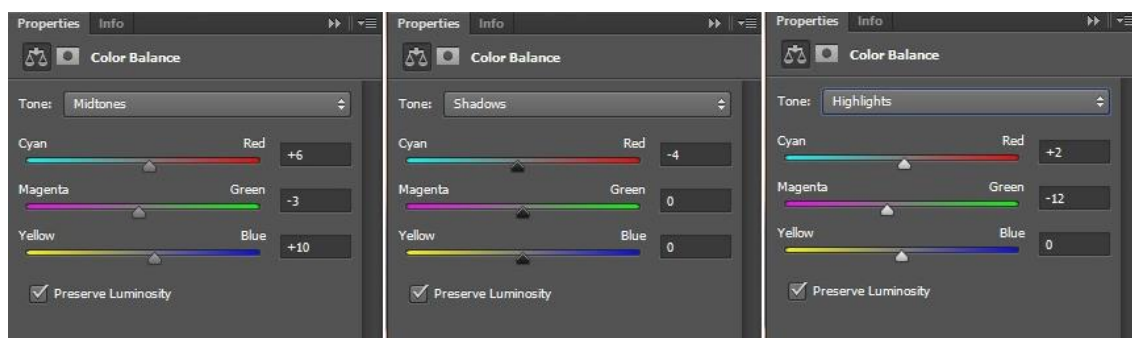 Properties Info
Color Balance
Tone: Midtones
Cyan Red +6
Magenta Green -3
Yellow Blue +10
Preserve Luminosity
Properties Info
Color Balance
Tone: Shadows
Cyan Red -4
Magenta Green 0
Yellow Blue 0
Preserve Luminosity
Properties Info
Color Balance
Tone: Highlights
Cyan Red +2
Magenta Green -12
Yellow Blue 0
Preserve Luminosity